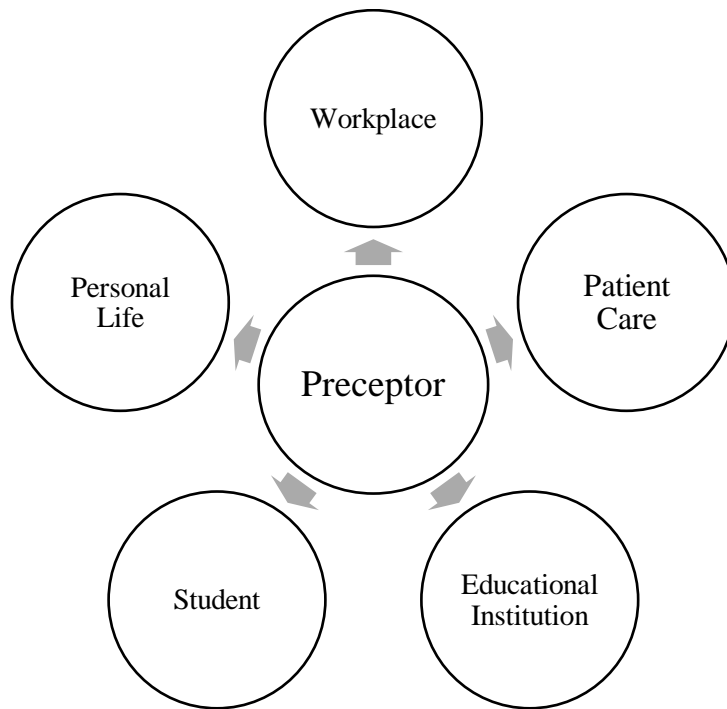 Workplace
Personal
Life
Patient
Care
Preceptor
Student
Educational
Institution